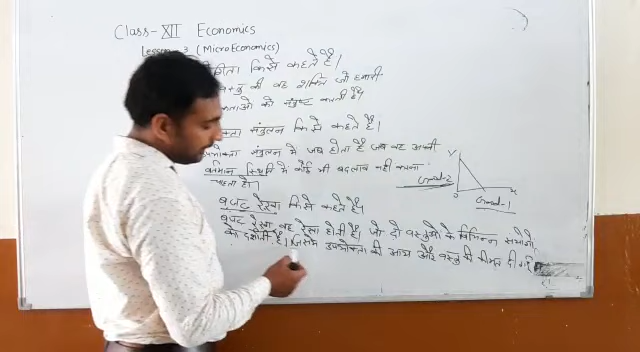 Class-XII Economics
Lesson-3 (MicroEconomics)
किसे कहते है।
वस्तु की वह शक्ति जो हमारी
को संतुष्ट करती है।
संतुलन किसे कहते है।
संतुलन मे जब होता है जब वह अपनी
वर्तमान स्थिति मे कोई भी बदलाव नही करना
चाहता हो।
Y
Good-2
O
X
Good-1
बजट रेखा किसे कहते है।
बजट रेखा वह रेखा होती है। जो दो वस्तुओ के विभिन्न संयोगो
को दर्शाती है। जिसमे उपभोक्ता की आय और वस्तु की कीमत दी गई